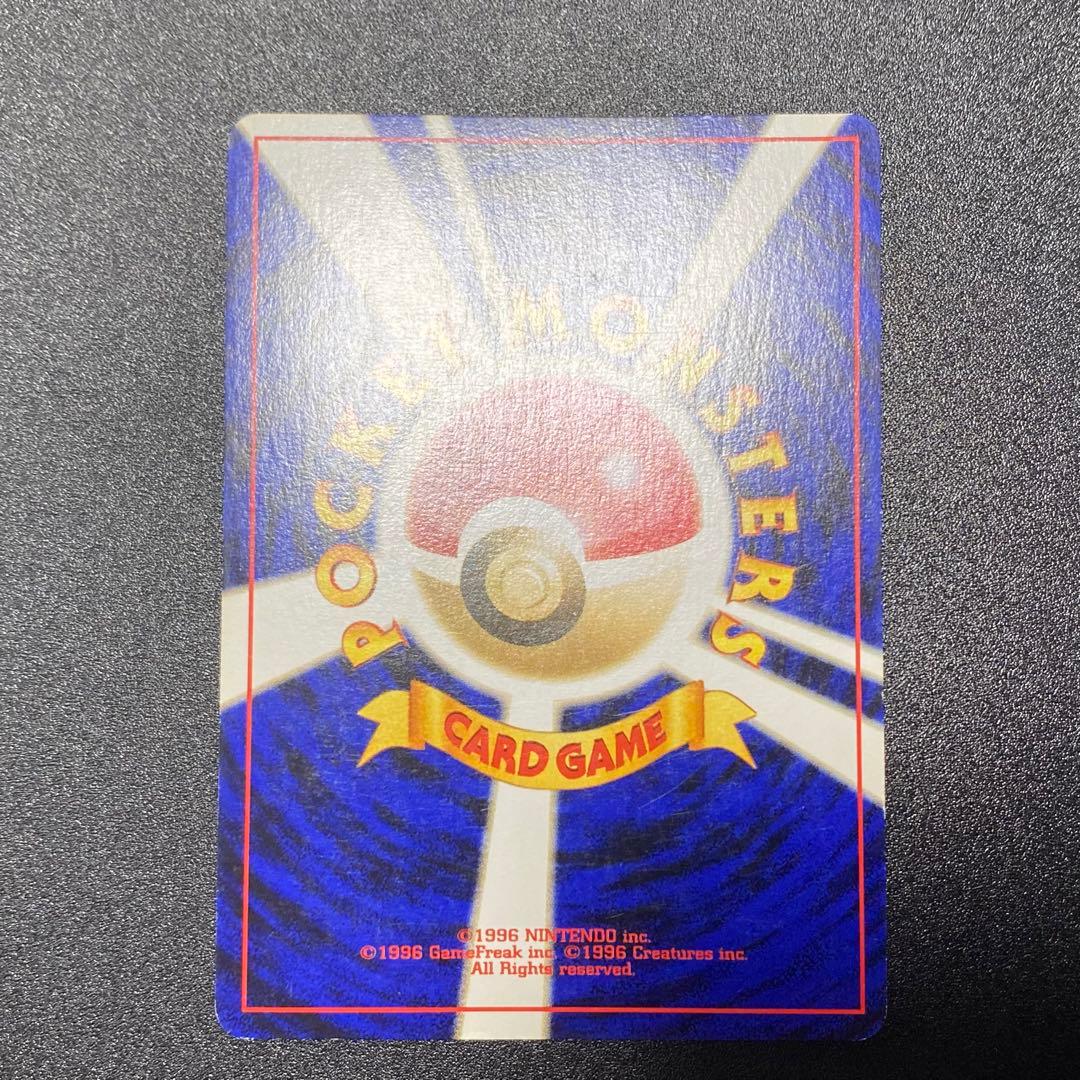 POCKET MONSTERS
CARD GAME
©1996 NINTENDO inc.
©1996 GameFreak inc. ©1996 Creatures inc.
All Rights reserved.